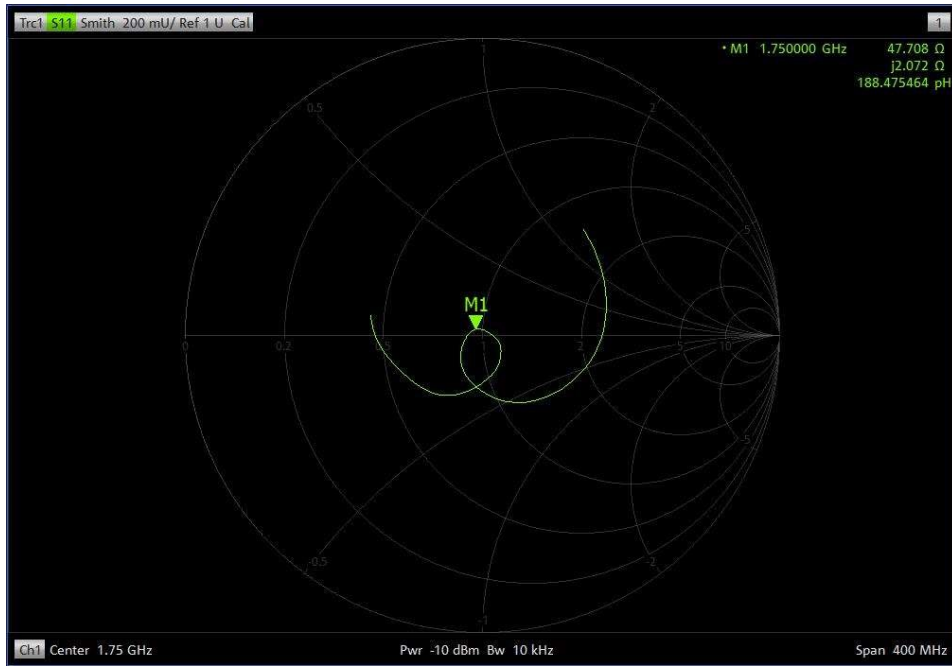 Trc1 S11 Smith 200 mU/ Ref 1 U Cal 1
• M1 1.750000 GHz 47.708 Ω
j2.072 Ω
188.475464 pH
1
0.5 2
5
M1
0 0.2 0.5 2 5 10
-5
-0.5 -2
-1
Ch1 Center 1.75 GHz Pwr -10 dBm Bw 10 kHz Span 400 MHz